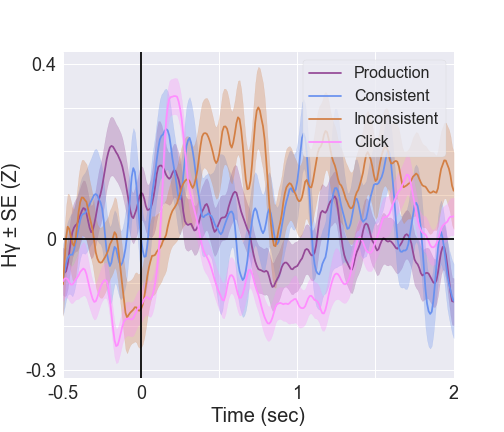 Hγ ± SE (Z)
0.4
0
-0.3
Production
Consistent
Inconsistent
Click
-0.5
0
1
2
Time (sec)